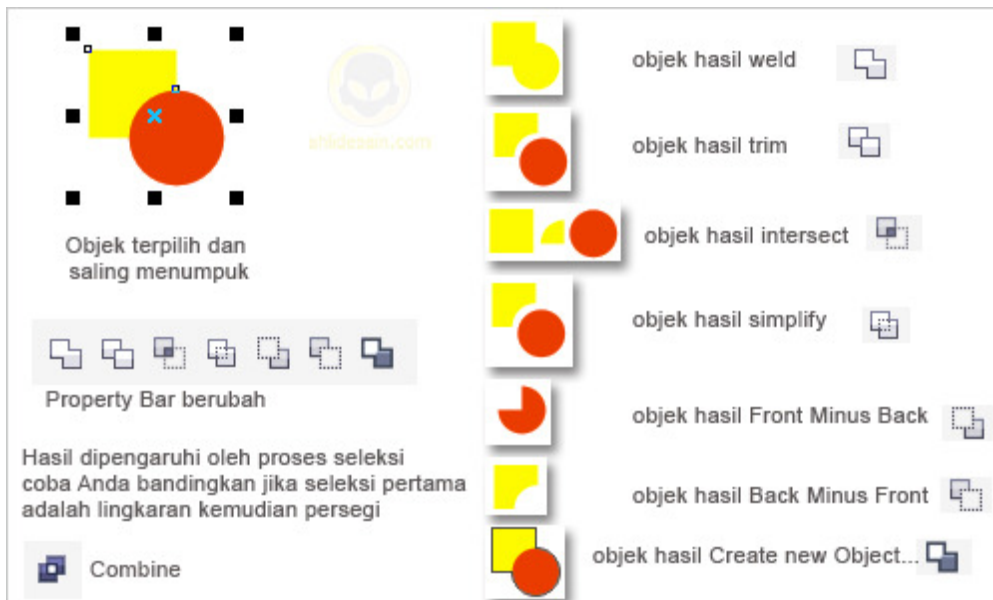 Objek terpilih dan
saling menumpuk
Property Bar berubah
Hasil dipengaruhi oleh proses seleksi
coba Anda bandingkan jika seleksi pertama
adalah lingkaran kemudian persegi
Combine
objek hasil weld
objek hasil trim
objek hasil intersect
objek hasil simplify
objek hasil Front Minus Back
objek hasil Back Minus Front
objek hasil Create new Object...